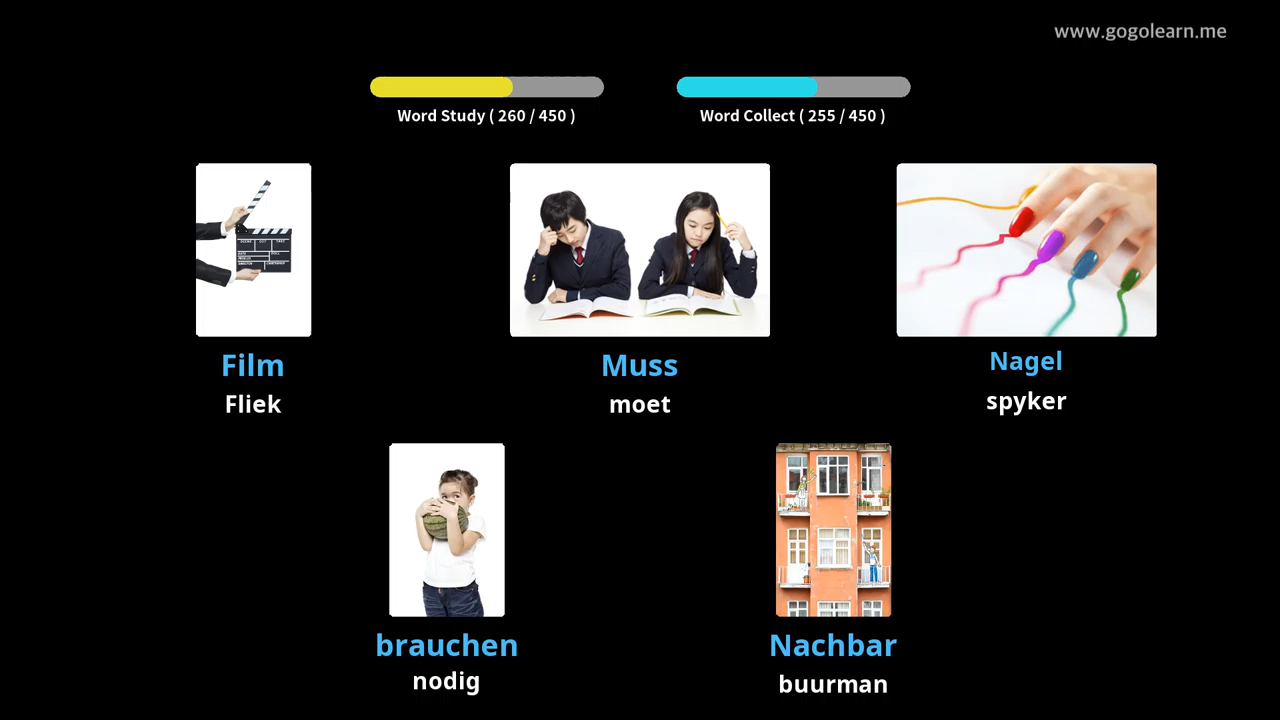 www.gogolearn.me
Word Study ( 260 / 450 )
Word Collect ( 255 / 450 )
Film
Fliek
Muss
moet
Nagel
spyker
brauchen
nodig
Nachbar
buurman